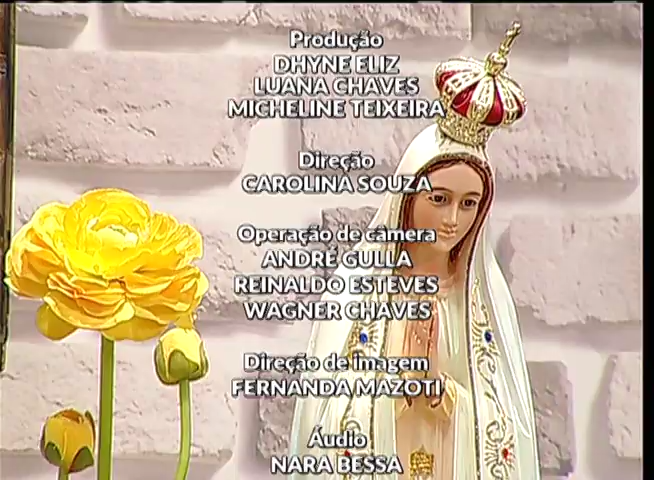 Produção
DHYNE ELIZ
LUANA CHAVES
MICHELINE TEIXEIRA
Direção
CAROLINA SOUZA
Operação de câmera
ANDRÉ GULLA
REINALDO ESTEVES
WAGNER CHAVES
Direção de imagem
FERNANDA MAZOTI
Áudio
NARA BESSA